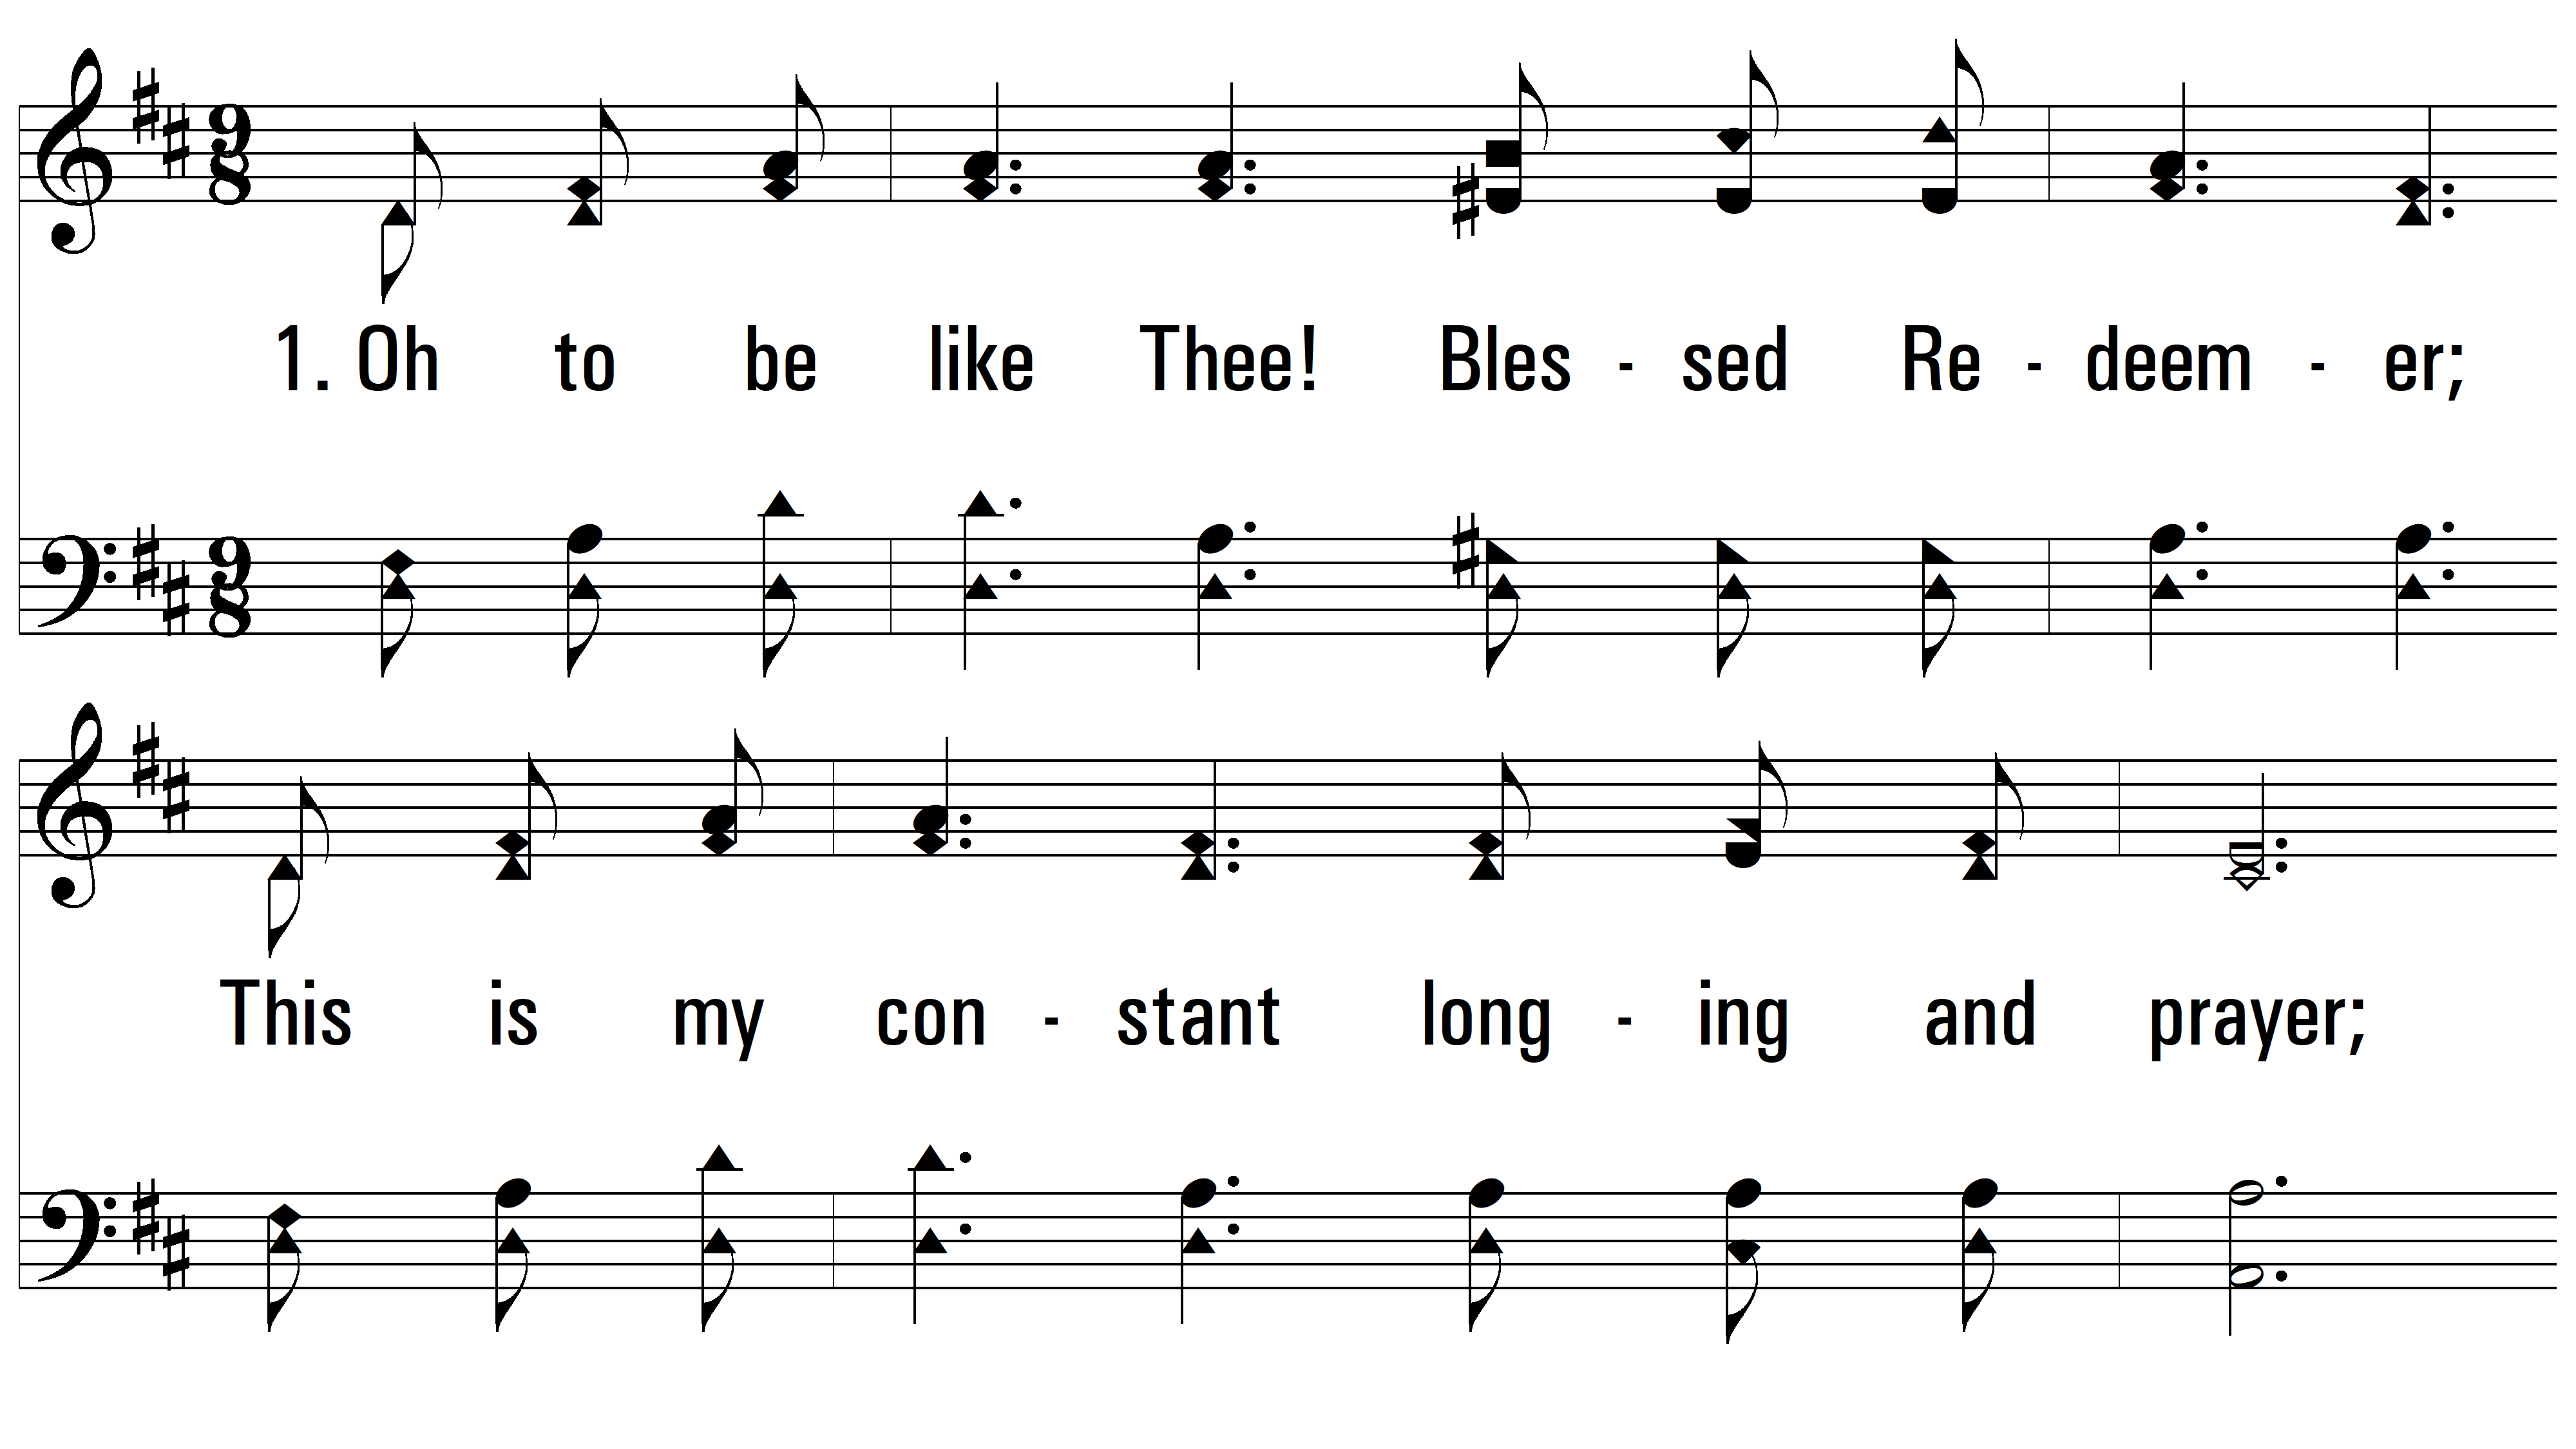 1. Oh to be like Thee! Bles - sed Re - deem - er;
This is my con - stant long - ing and prayer;